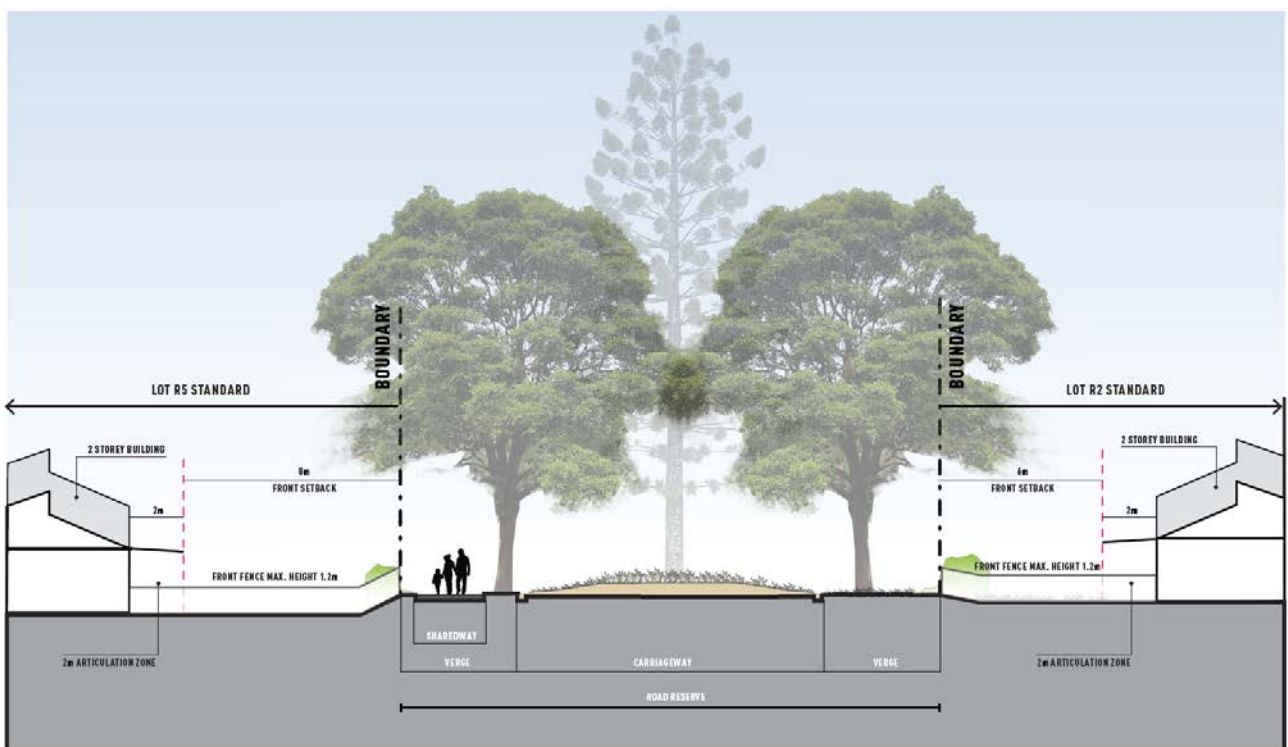 BOUNDARY
BOUNDARY
LOT R5 STANDARD
LOT R2 STANDARD
2 STOREY BUILDING
2 STOREY BUILDING
8m
FRONT SETBACK
6m
FRONT SETBACK
2m
2m
FRONT FENCE MAX. HEIGHT 1.2m
FRONT FENCE MAX. HEIGHT 1.2m
SHAREDWAY
2m ARTICULATION ZONE
VERGE
CARRIAGEWAY
VERGE
2m ARTICULATION ZONE
ROAD RESERVE